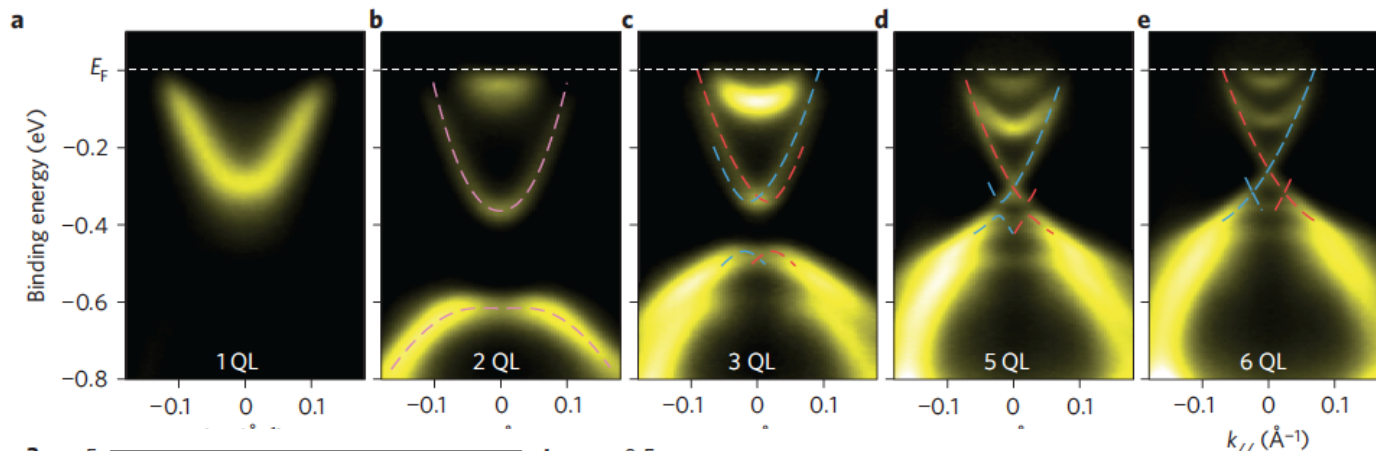 a b c d e
E_F
−0.2
−0.4
−0.6
−0.8
Binding energy (eV)
1 QL 2 QL 3 QL 5 QL 6 QL
−0.1 0 0.1 −0.1 0 0.1 −0.1 0 0.1 −0.1 0 0.1 −0.1 0 0.1
k// (Å⁻¹)